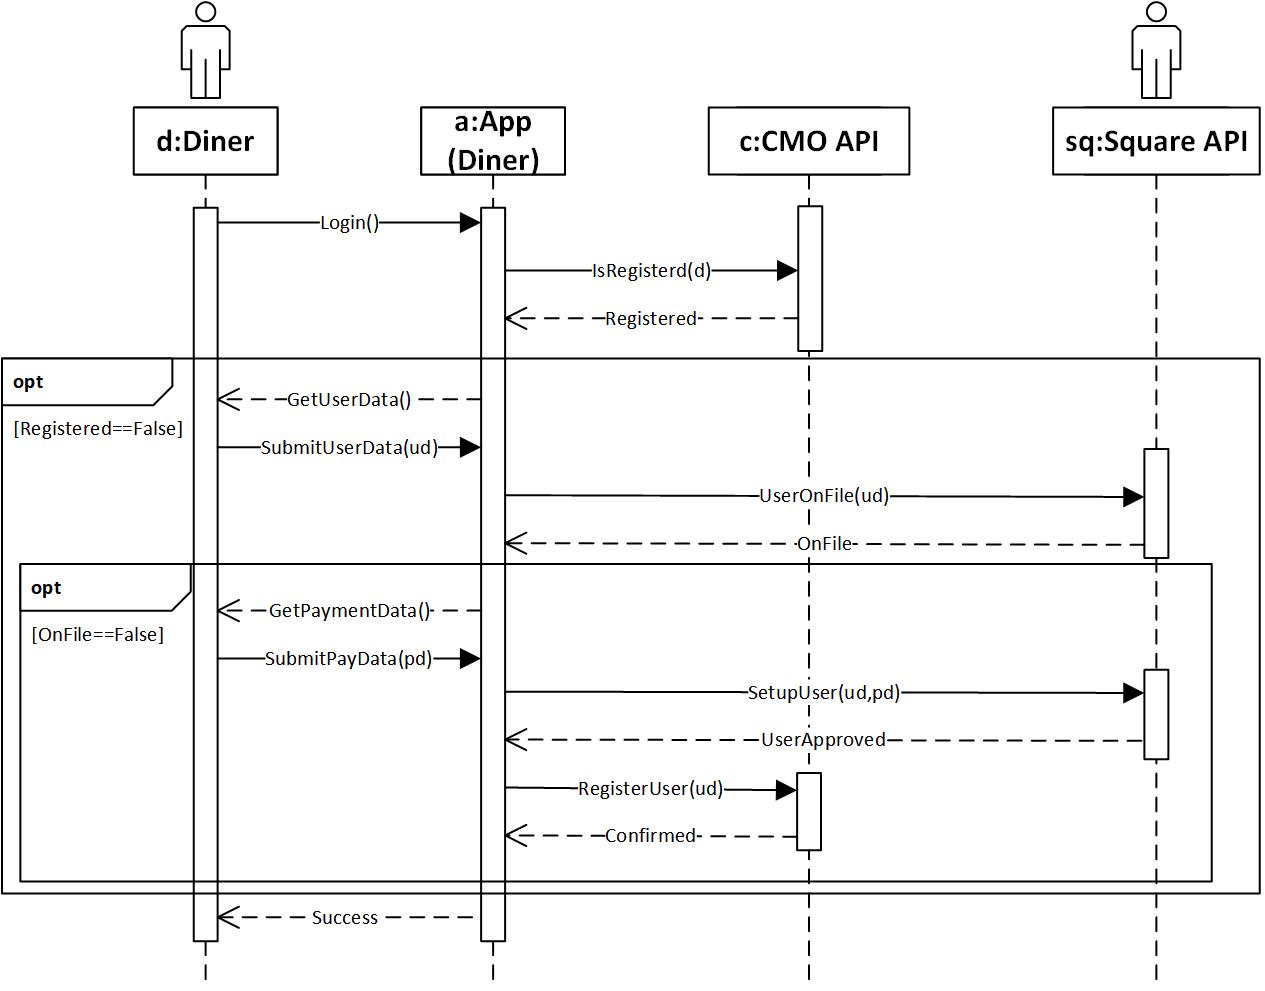 d:Diner
a:App
(Diner)
c:CMO API
sq:Square API
Login()
IsRegisterd(d)
Registered
opt
GetUserData()
[Registered==False]
SubmitUserData(ud)
UserOnFile(ud)
OnFile
opt
GetPaymentData()
[OnFile==False]
SubmitPayData(pd)
SetupUser(ud,pd)
UserApproved
RegisterUser(ud)
Confirmed
Success